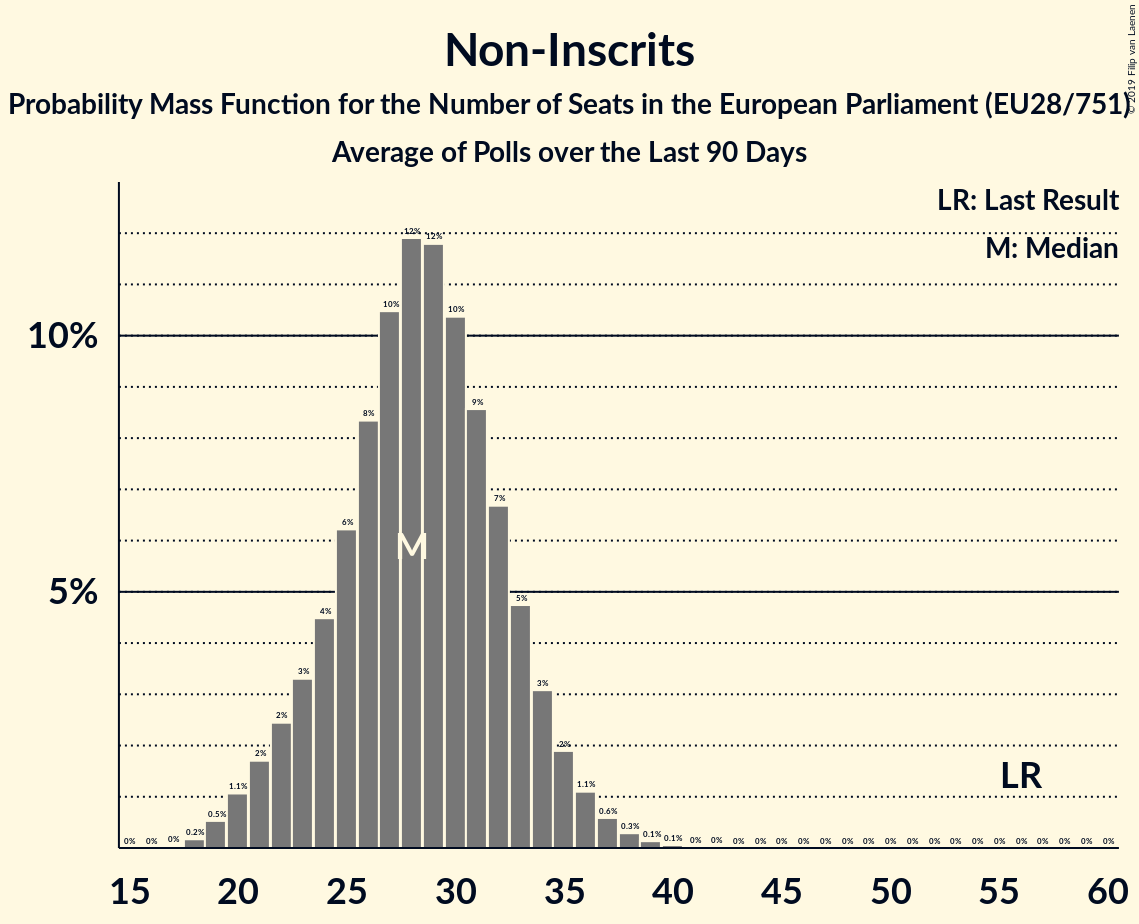 Non-Inscrits
Probability Mass Function for the Number of Seats in the European Parliament (EU28/751)
Average of Polls over the Last 90 Days
© 2019 Filip van Laenen
LR: Last Result
M: Median
10%
5%
0% 0% 0% 0.2% 0.5% 1.1% 2% 2% 3% 4% 6% 8% 10% 12% 12% 10% 9% 7% 5% 3% 2% 1.1% 0.6% 0.3% 0.1% 0.1% 0% 0% 0% 0% 0% 0% 0% 0% 0% 0% 0% 0% 0% 0% 0% 0% 0% 0% 0% 0%
M
LR
15 20 25 30 35 40 45 50 55 60